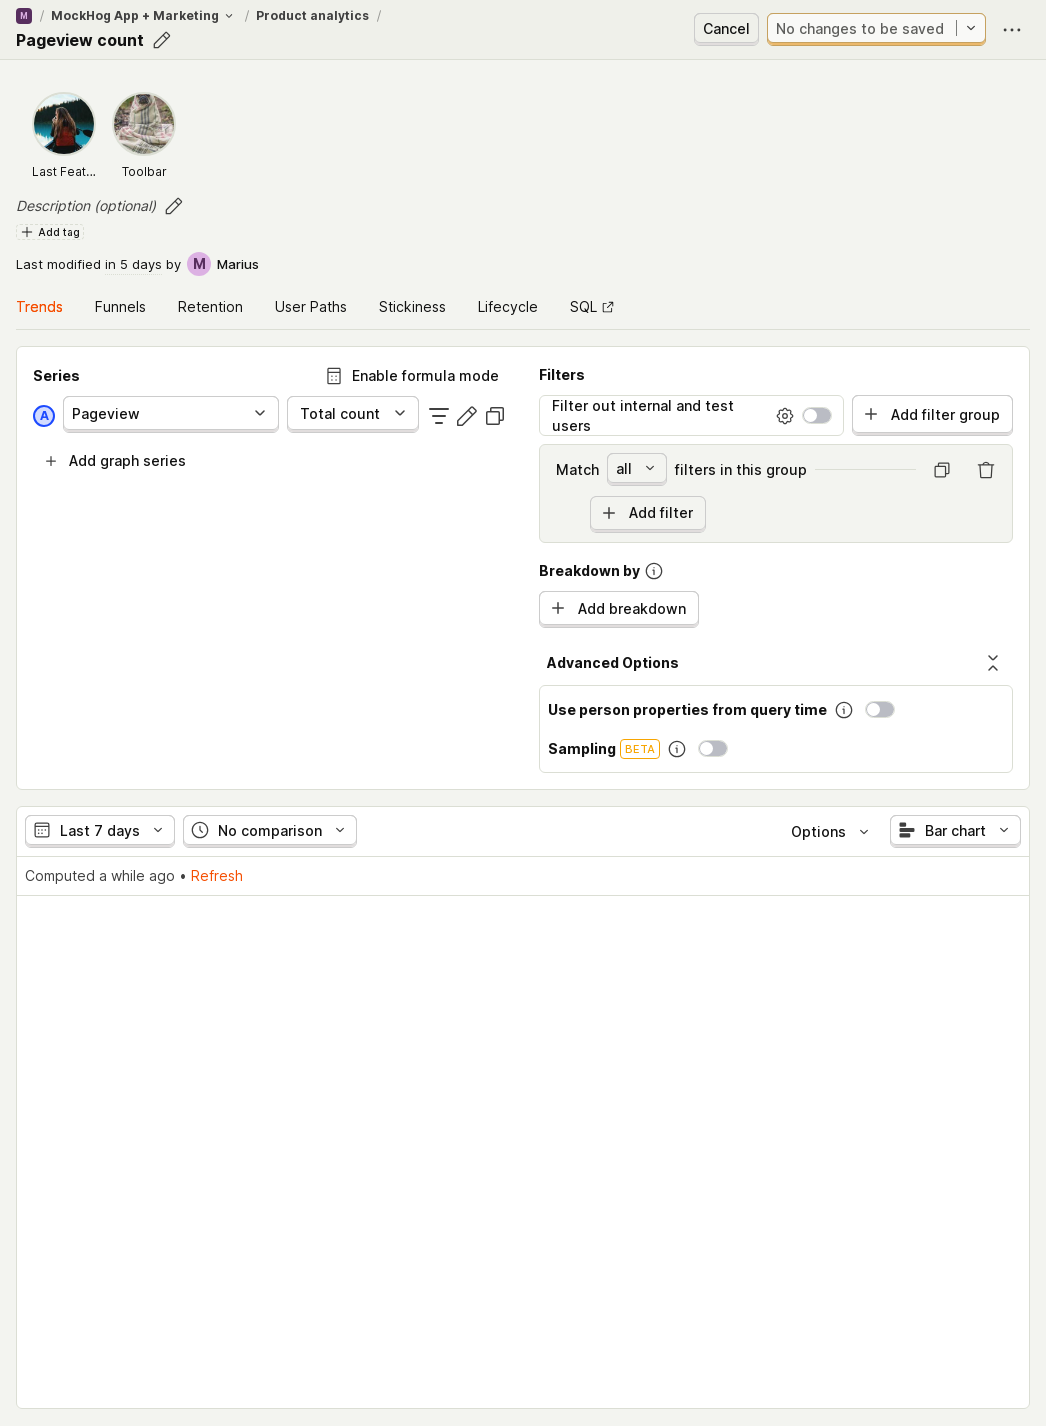 M / MockHog App + Marketing / Product analytics /
Pageview count
Cancel
No changes to be saved
Last Feat...
Toolbar
Description (optional)
Add tag
Last modified in 5 days by M Marius
Trends
Funnels
Retention
User Paths
Stickiness
Lifecycle
SQL
Series
Enable formula mode
A
Pageview
Total count
Add graph series
Filters
Filter out internal and test
users
Add filter group
Match all filters in this group
Add filter
Breakdown by
Add breakdown
Advanced Options
Use person properties from query time
Sampling BETA
Last 7 days
No comparison
Options
Bar chart
Computed a while ago • Refresh